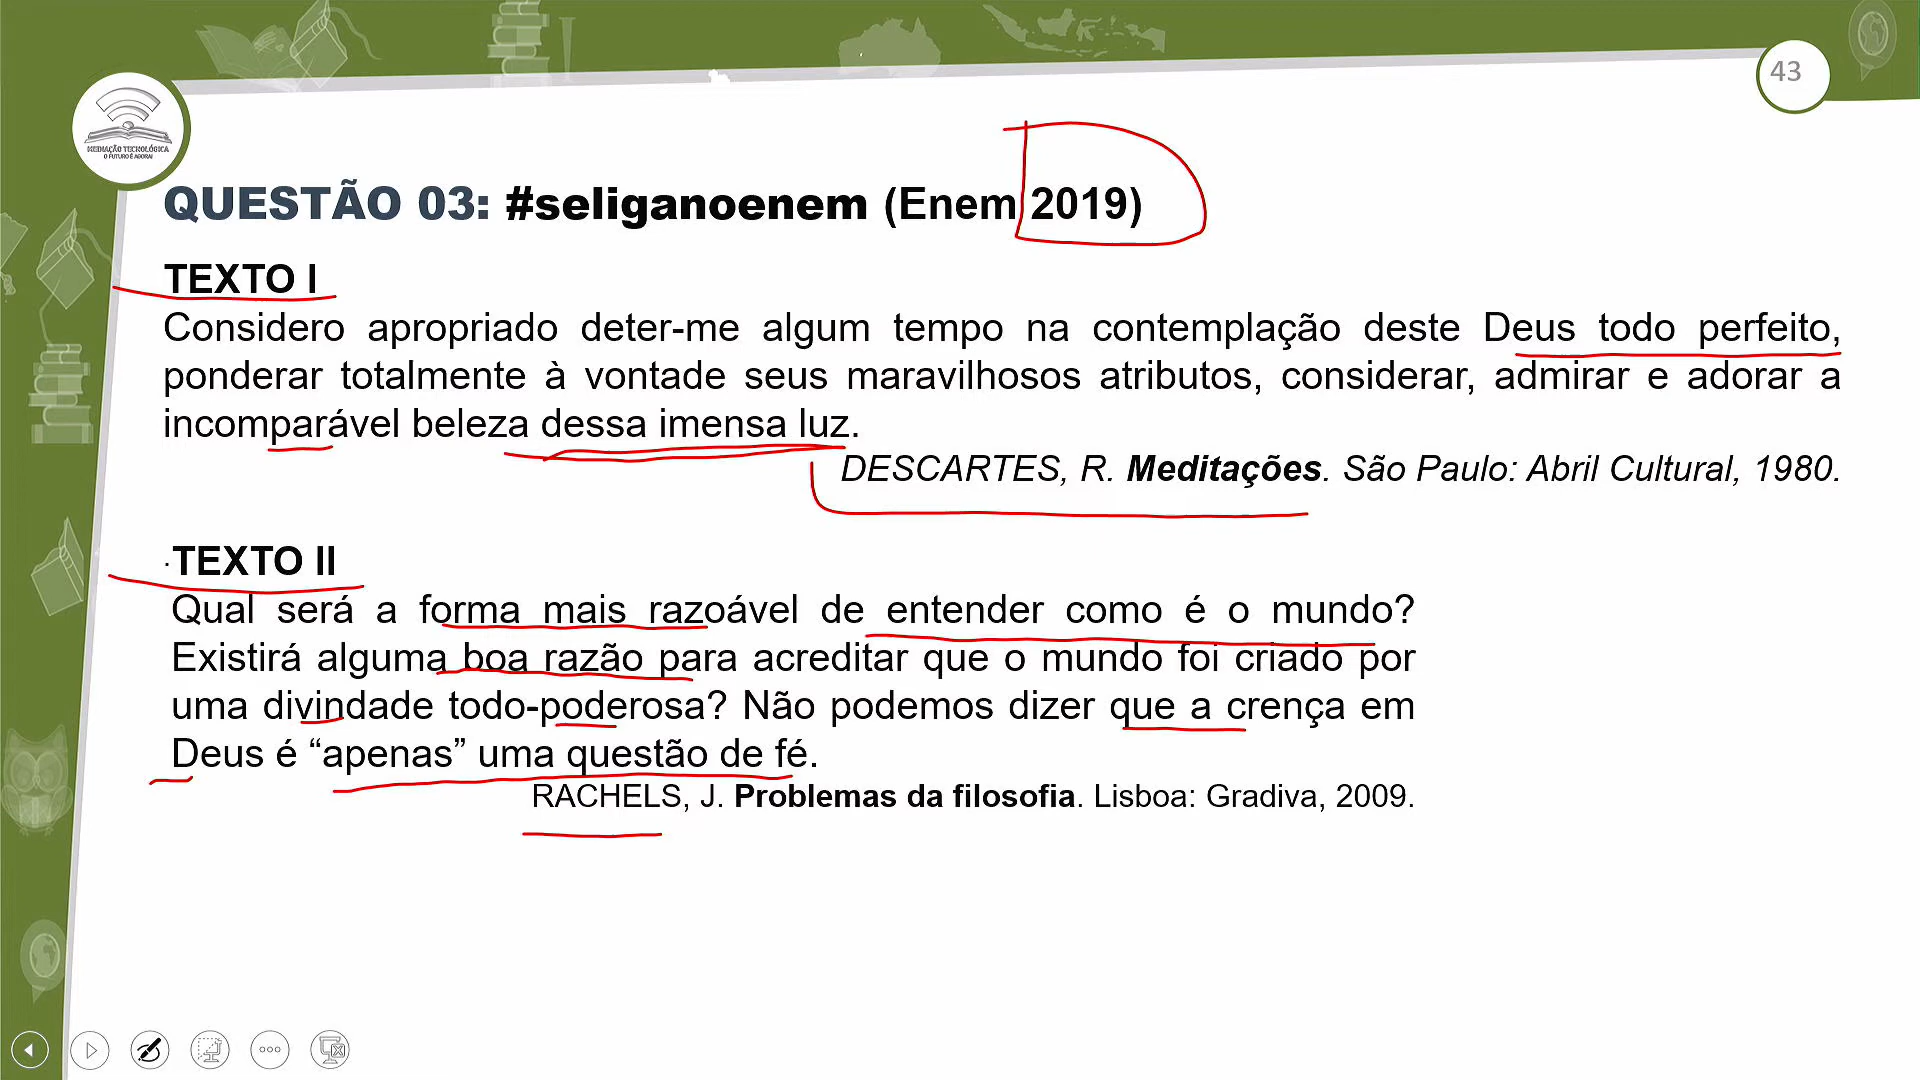 43
MEDIAÇÃO TECNOLÓGICA
O FUTURO É AGORA!
QUESTÃO 03: #seliganoenem (Enem 2019)
TEXTO I
Considero apropriado deter-me algum tempo na contemplação deste Deus todo perfeito,
ponderar totalmente à vontade seus maravilhosos atributos, considerar, admirar e adorar a
incomparável beleza dessa imensa luz.
DESCARTES, R. Meditações. São Paulo: Abril Cultural, 1980.
.TEXTO II
Qual será a forma mais razoável de entender como é o mundo?
Existirá alguma boa razão para acreditar que o mundo foi criado por
uma divindade todo-poderosa? Não podemos dizer que a crença em
Deus é “apenas” uma questão de fé.
RACHELS, J. Problemas da filosofia. Lisboa: Gradiva, 2009.